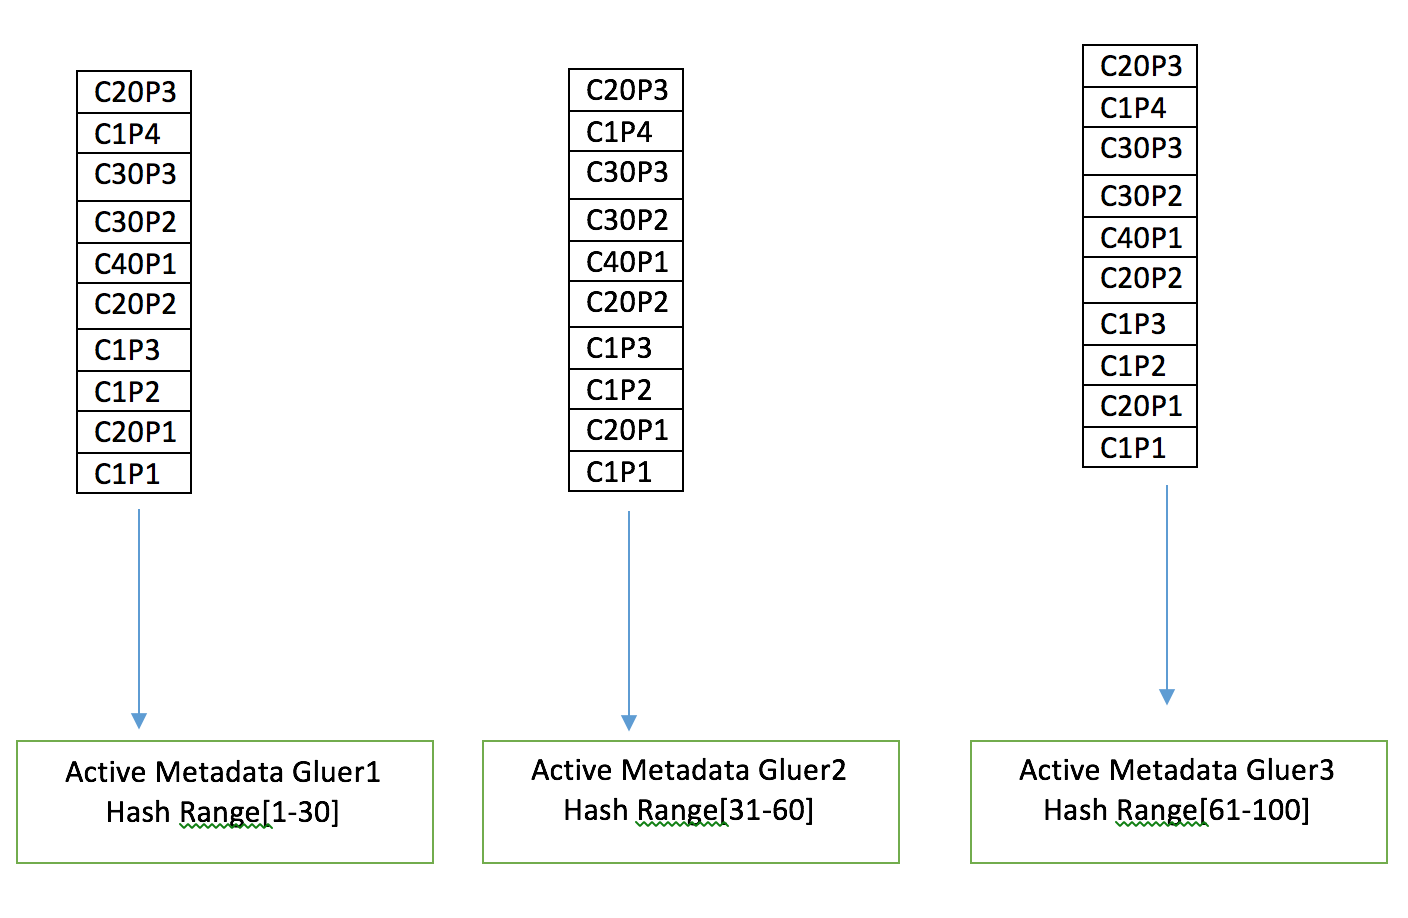 C20P3
C1P4
C30P3
C30P2
C40P1
C20P2
C1P3
C1P2
C20P1
C1P1
Active Metadata Gluer1
Hash Range[1-30]
C20P3
C1P4
C30P3
C30P2
C40P1
C20P2
C1P3
C1P2
C20P1
C1P1
Active Metadata Gluer2
Hash Range[31-60]
C20P3
C1P4
C30P3
C30P2
C40P1
C20P2
C1P3
C1P2
C20P1
C1P1
Active Metadata Gluer3
Hash Range[61-100]